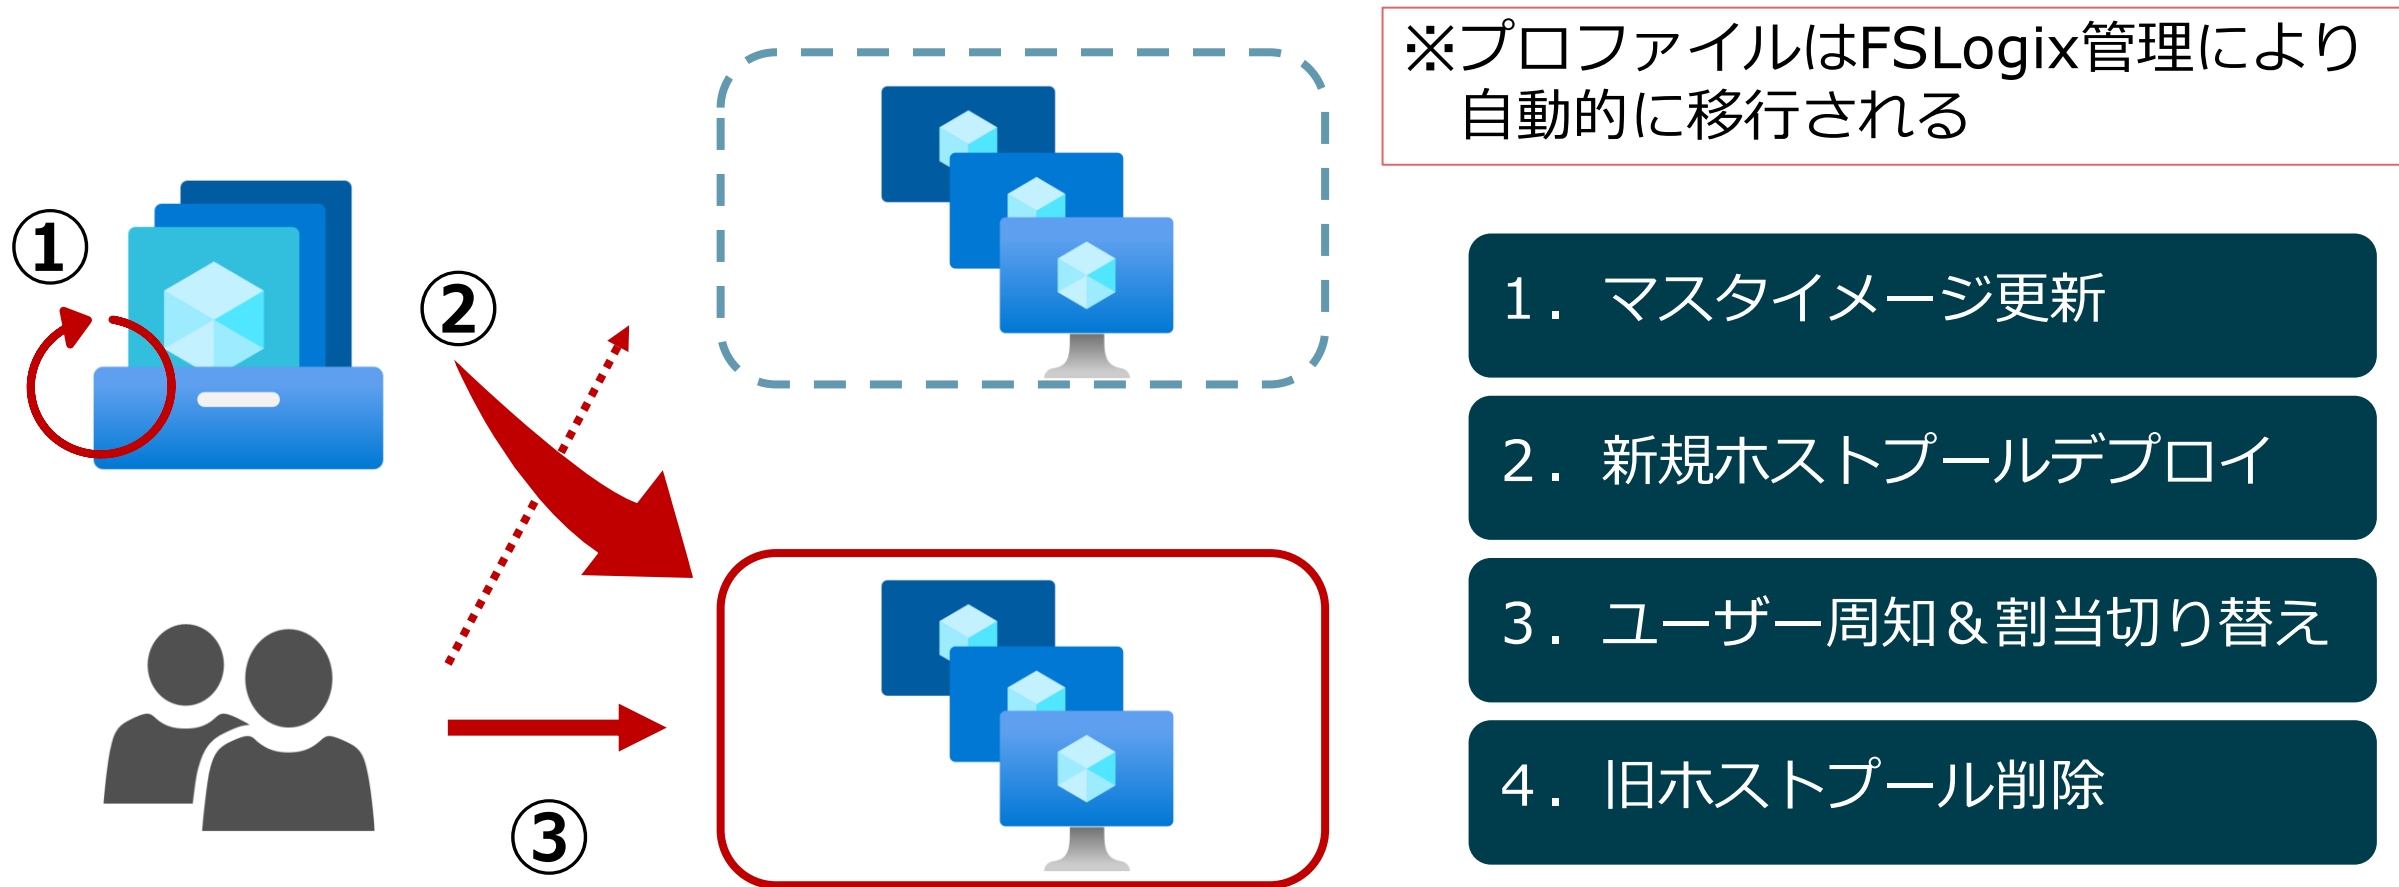 ※プロファイルはFSLogix管理により
自動的に移行される
①
②
③
１．マスタイメージ更新
２．新規ホストプールデプロイ
３．ユーザー周知＆割当切り替え
４．旧ホストプール削除